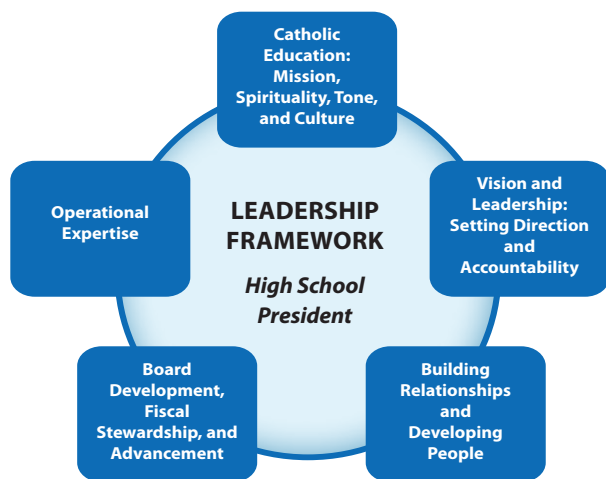 Catholic
Education:
Mission,
Spirituality, Tone,
and Culture
Operational
Expertise
LEADERSHIP
FRAMEWORK
High School
President
Vision and
Leadership:
Setting Direction
and
Accountability
Board
Development,
Fiscal
Stewardship, and
Advancement
Building
Relationships
and
Developing
People